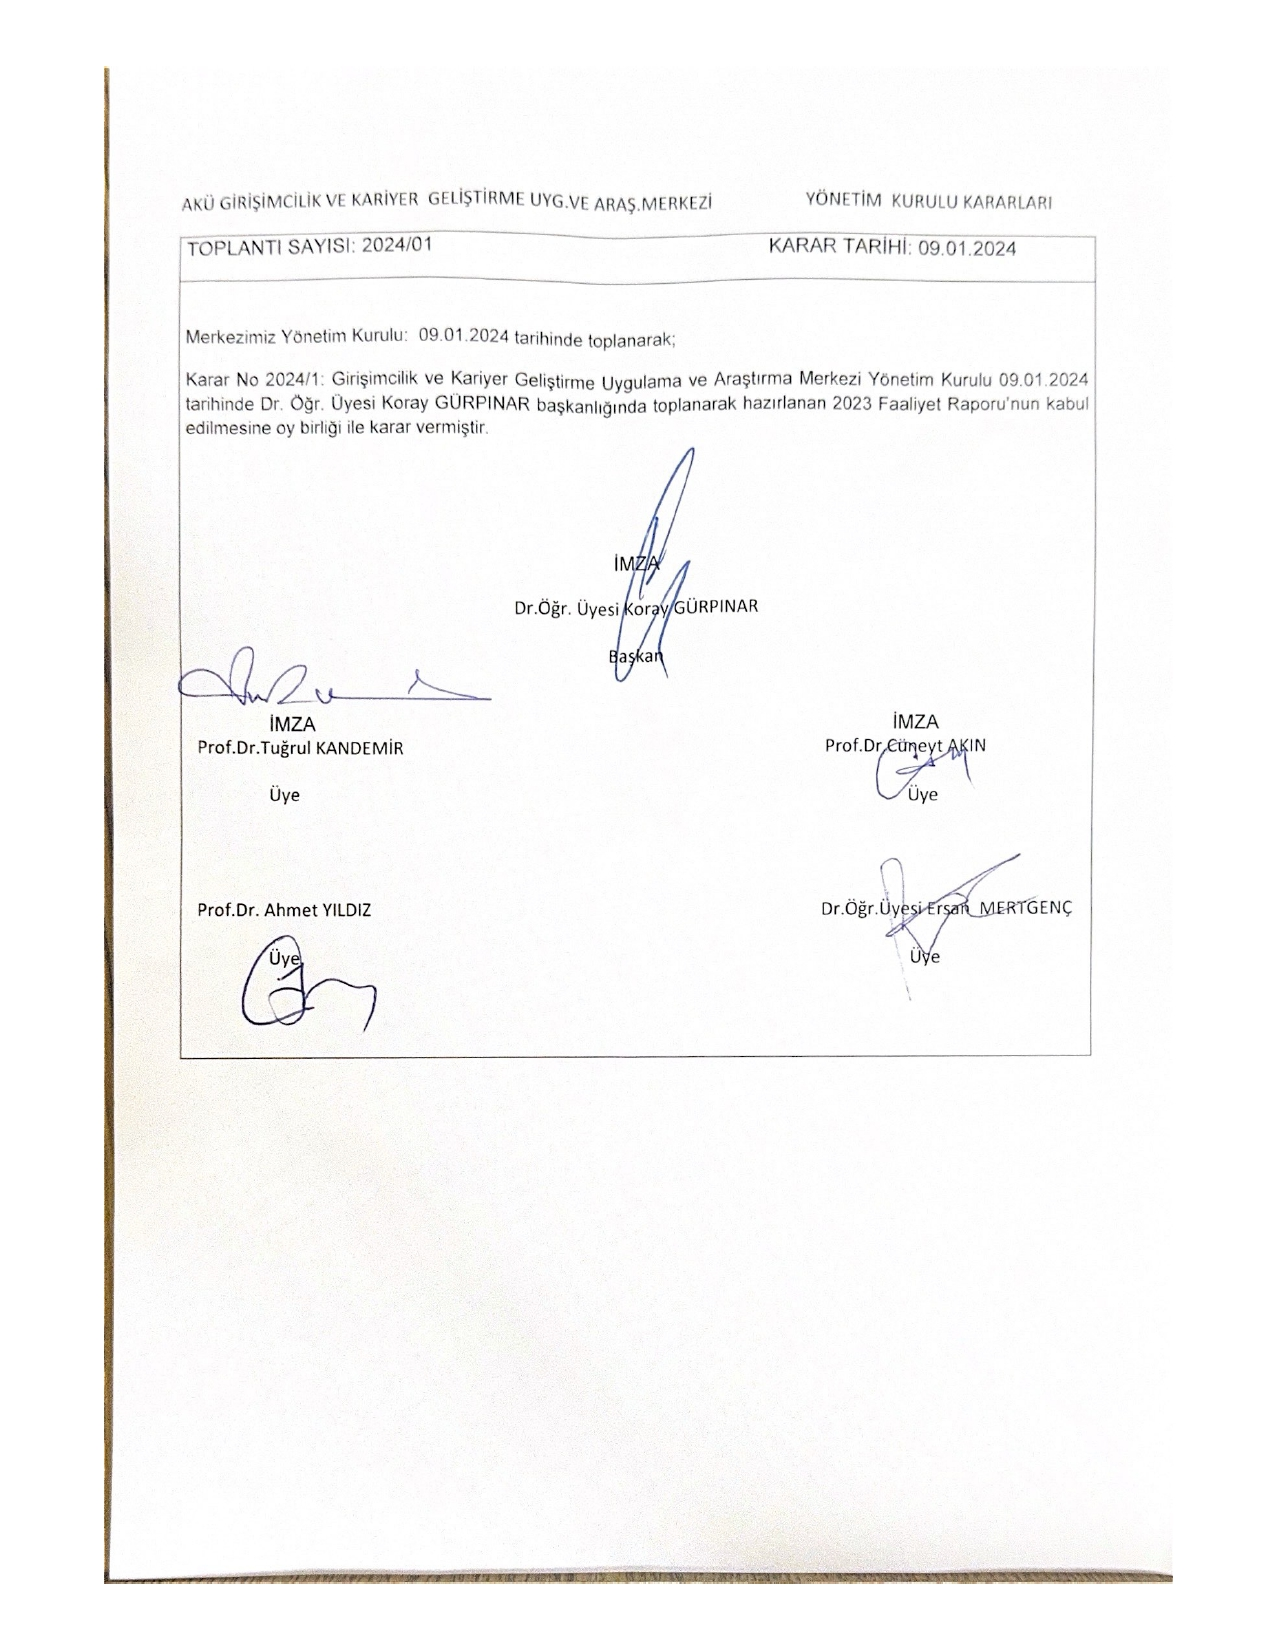 AKÜ GİRİŞİMCİLİK VE KARİYER GELİŞTİRME UYG.VE ARAŞ.MERKEZİ YÖNETİM KURULU KARARLARI
TOPLANTI SAYISI: 2024/01 KARAR TARİHİ: 09.01.2024
Merkezimiz Yönetim Kurulu: 09.01.2024 tarihinde toplanarak;
Karar No 2024/1: Girişimcilik ve Kariyer Geliştirme Uygulama ve Araştırma Merkezi Yönetim Kurulu 09.01.2024
tarihinde Dr. Öğr. Üyesi Koray GÜRPINAR başkanlığında toplanarak hazırlanan 2023 Faaliyet Raporu'nun kabul
edilmesine oy birliği ile karar vermiştir.
İMZA
Dr.Öğr. Üyesi Koray GÜRPINAR
Başkan
İMZA İMZA
Prof.Dr.Tuğrul KANDEMİR Prof.Dr.Cüneyt AKIN
Üye Üye
Prof.Dr. Ahmet YILDIZ Dr.Öğr.Üyesi Ersan MERTGENÇ
Üye Üye